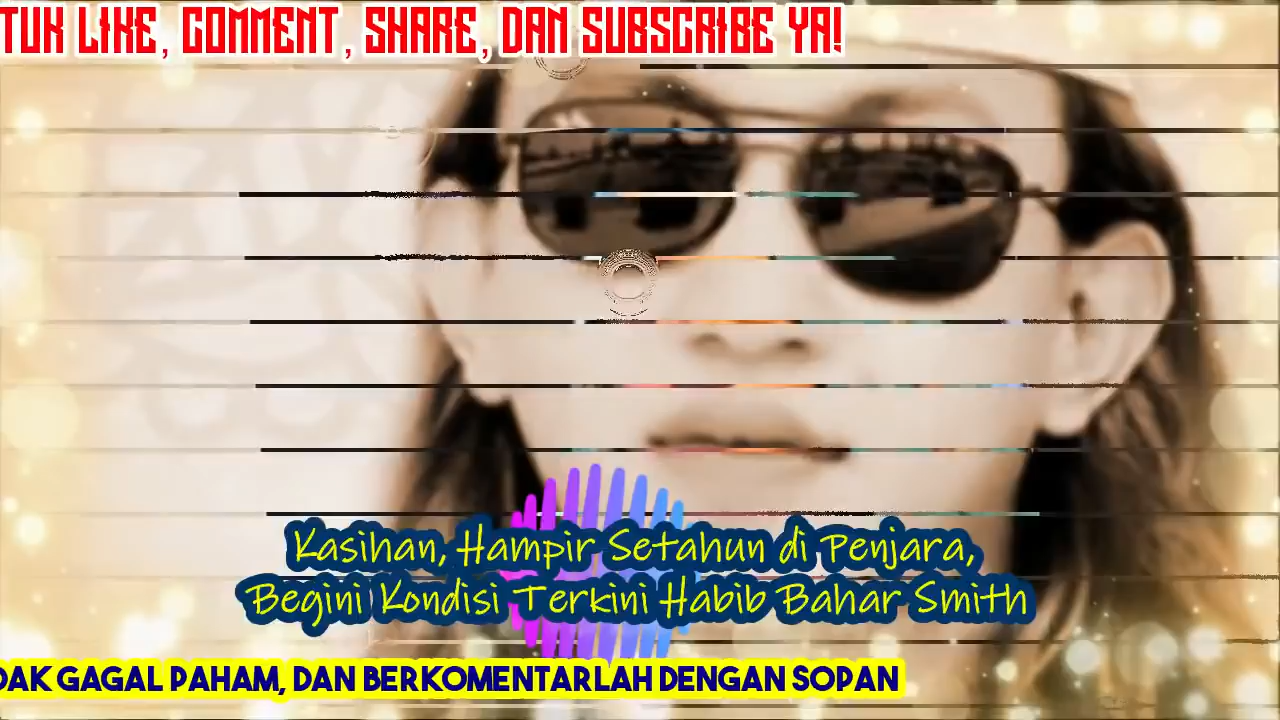 TUK LIKE, COMMENT, SHARE, DAN SUBSCRIBE YA!
Kasihan, Hampir Setahun di Penjara,
Begini Kondisi Terkini Habib Bahar Smith
DAK GAGAL PAHAM, DAN BERKOMENTARLAH DENGAN SOPAN